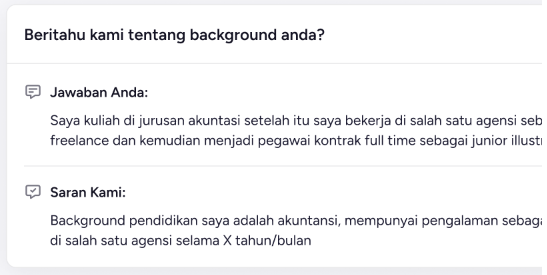 Beritahu kami tentang background anda?
Jawaban Anda:
Saya kuliah di jurusan akuntasi setelah itu saya bekerja di salah satu agensi
freelance dan kemudian menjadi pegawai kontrak full time sebagai junior
Saran Kami:
Background pendidikan saya adalah akuntansi, mempunyai pengalaman
di salah satu agensi selama X tahun/bulan